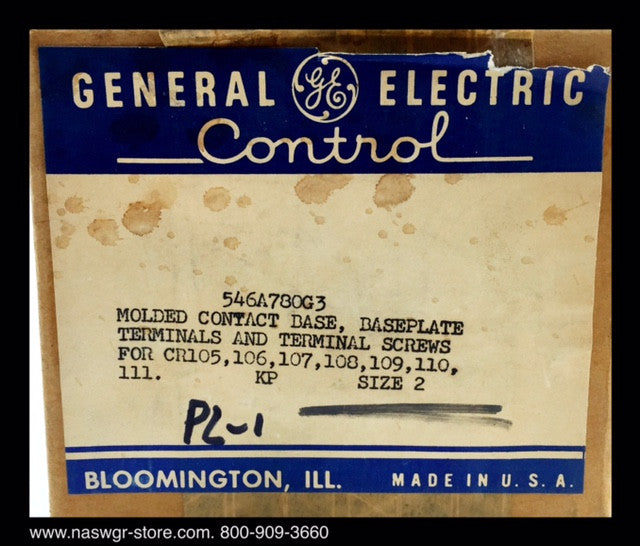 GENERAL GE ELECTRIC
Control
546A780G3
MOLDED CONTACT BASE, BASEPLATE
TERMINALS AND TERMINAL SCREWS
FOR CR105,106,107,108,109,110,
111. KP SIZE 2
PL-1
BLOOMINGTON, ILL. MADE IN U. S. A.
www.naswgr-store.com. 800-909-3660